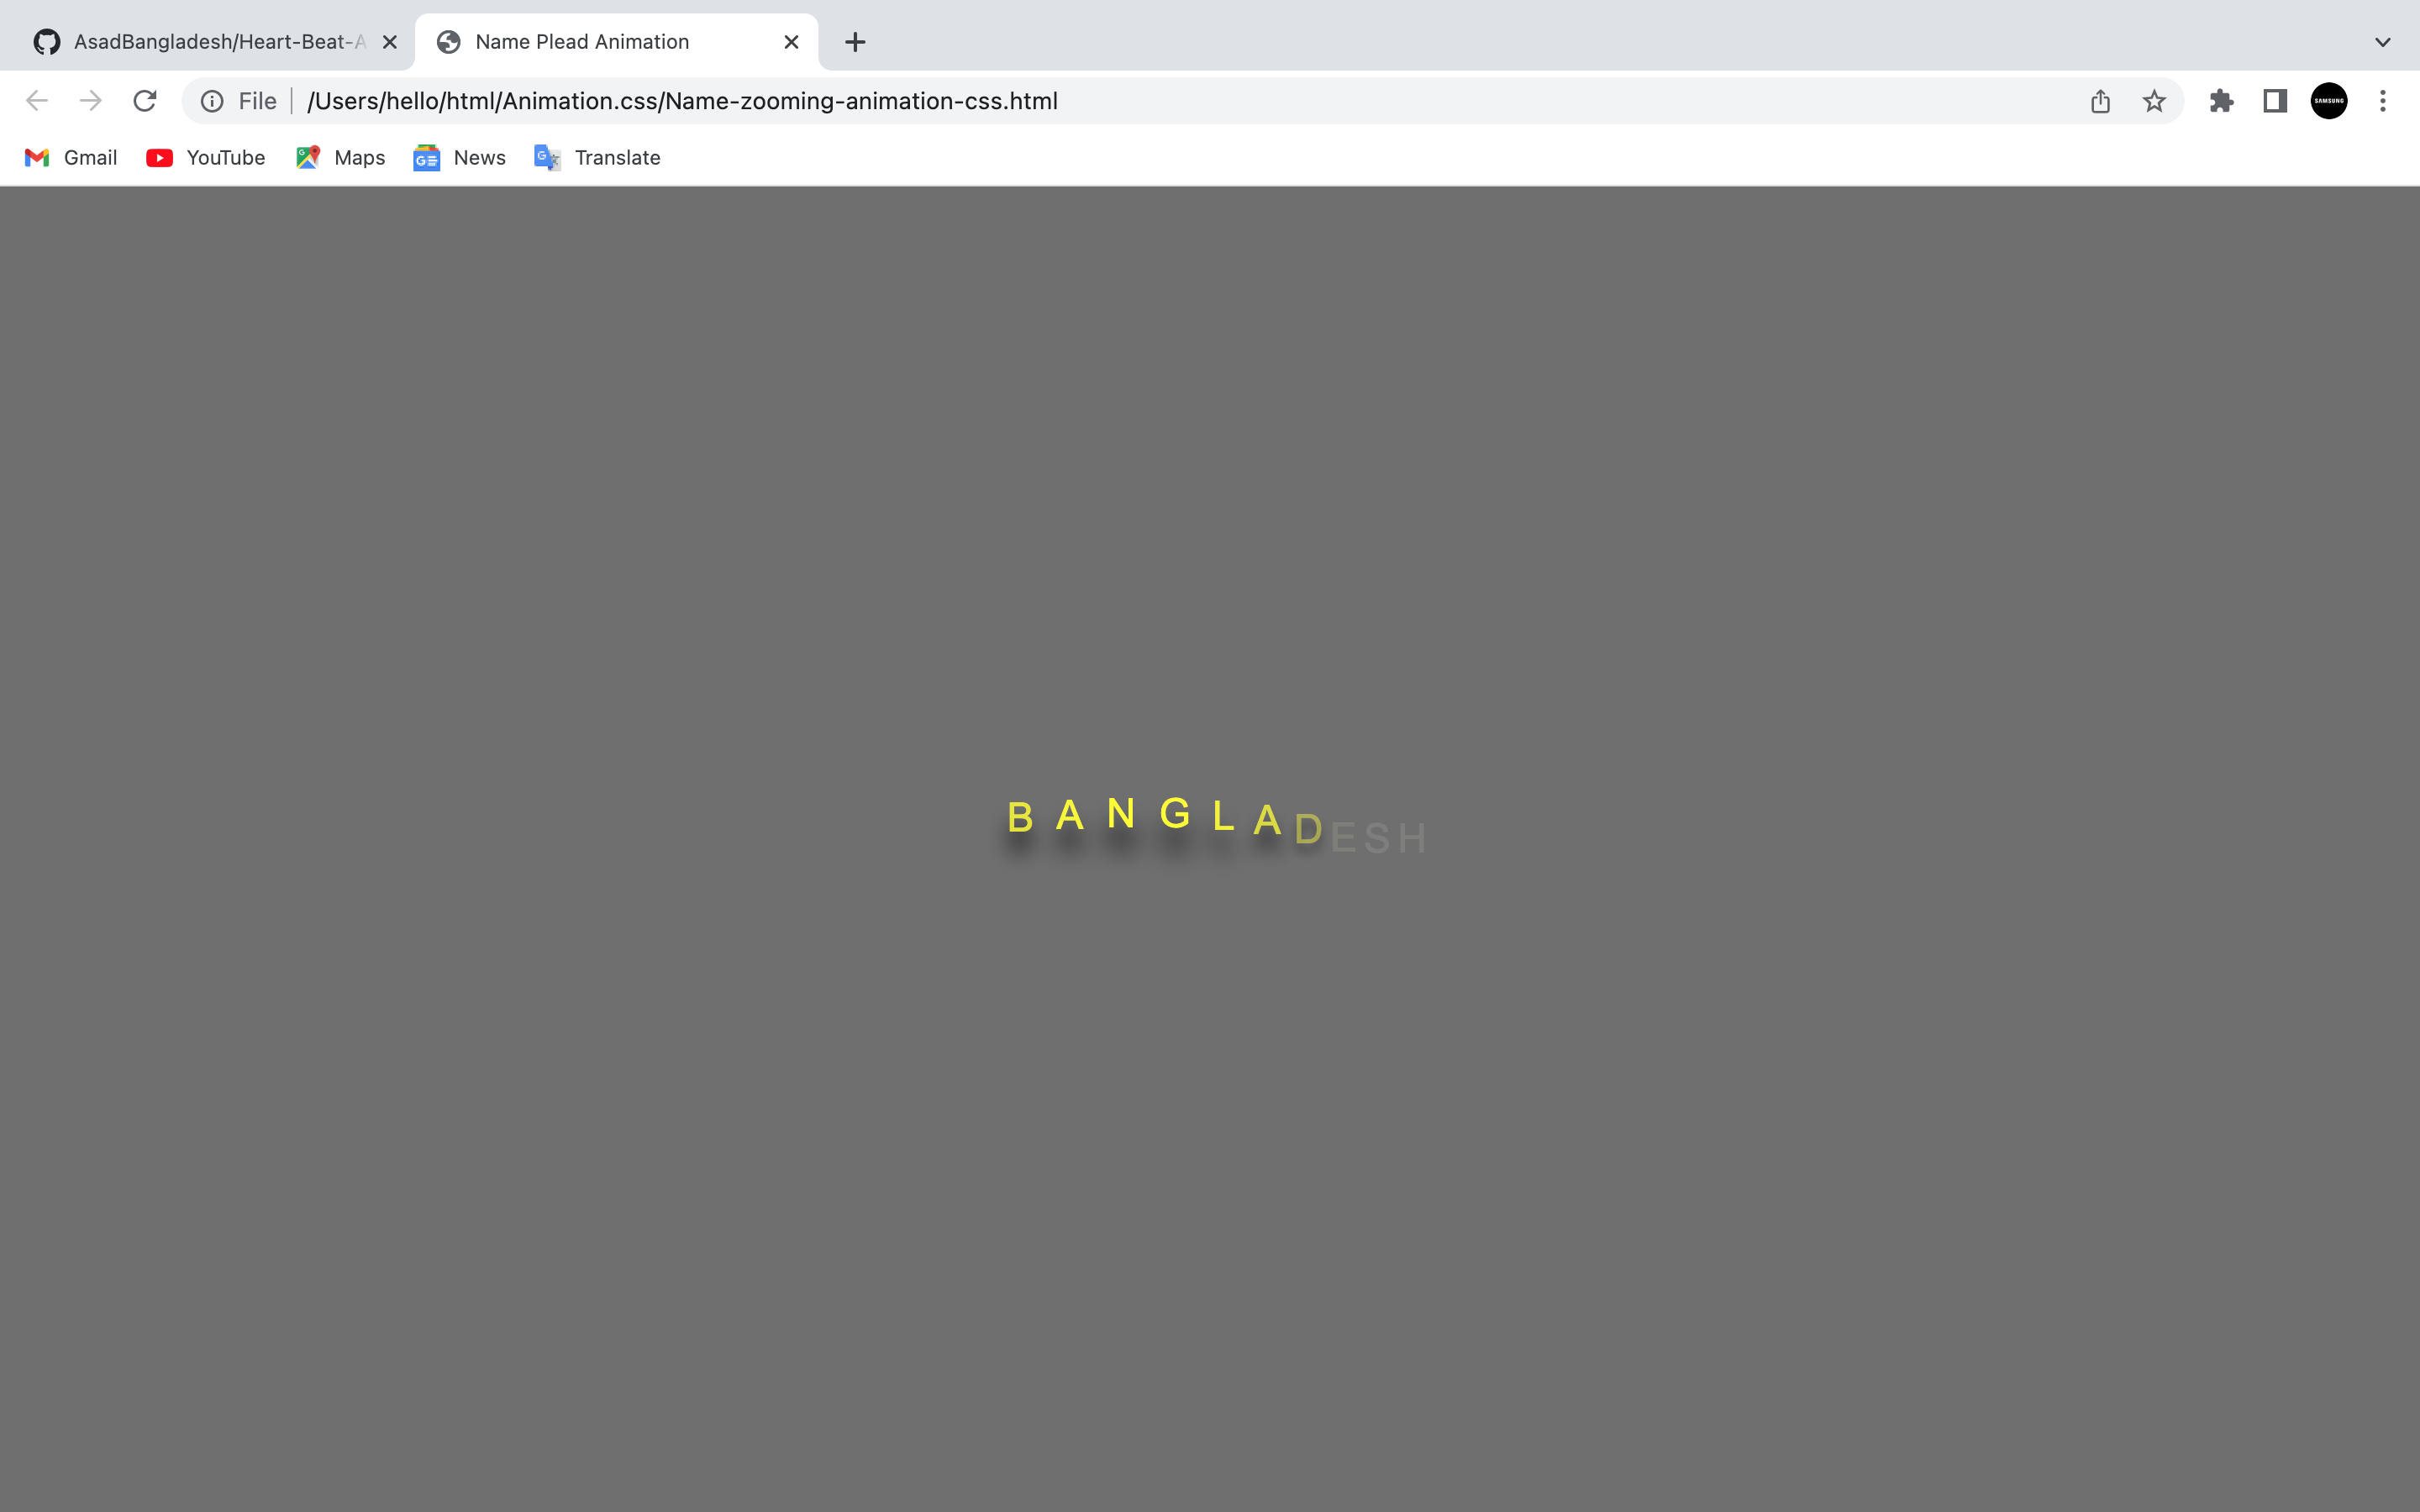 AsadBangladesh/Heart-Beat-A
Name Plead Animation
File
/Users/hello/html/Animation.css/Name-zooming-animation-css.html
SAMSUNG
Gmail
YouTube
Maps
News
Translate
BANGLADESH